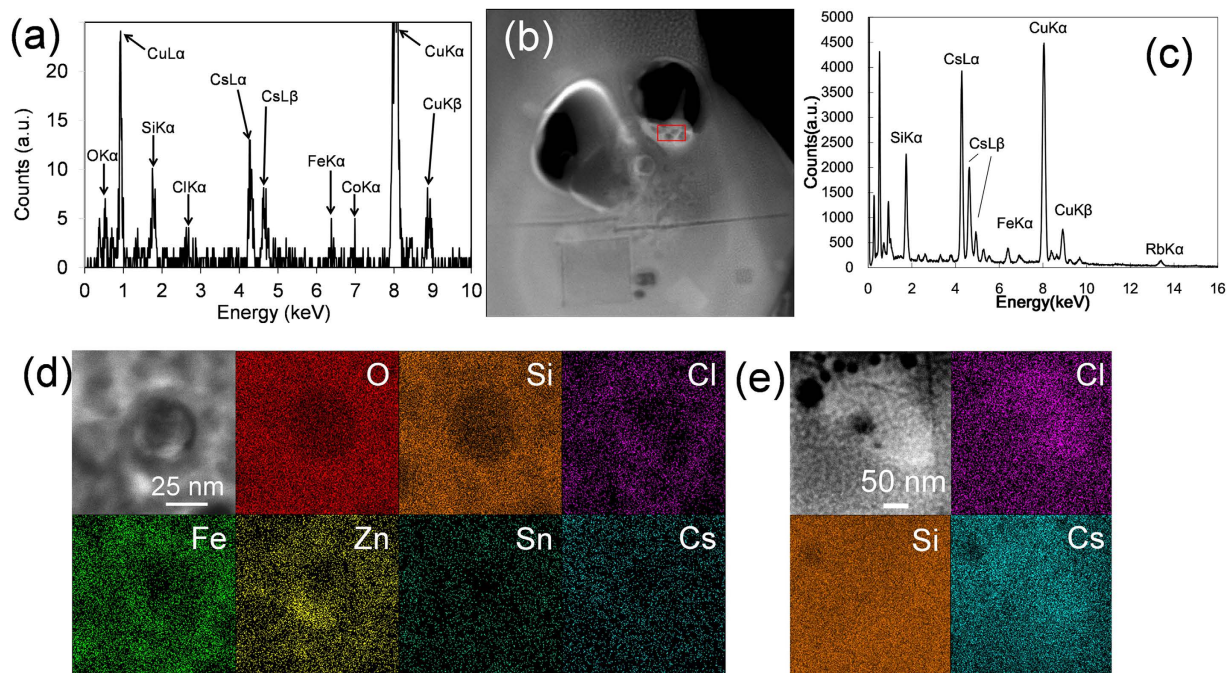 (a)
CuLα
CuKα
CsLα
CsLβ
CuKβ
SiKα
OKα
ClKα
FeKα
CoKα
Counts (a.u.)
20
15
10
5
0
0 1 2 3 4 5 6 7 8 9 10
Energy (keV)
(b)
(c)
CuKα
CsLα
SiKα
CsLβ
FeKα
CuKβ
RbKα
Counts(a.u.)
5000
4500
4000
3500
3000
2500
2000
1500
1000
500
0
0 2 4 6 8 10 12 14 16
Energy(keV)
(d)
O
Si
Cl
25 nm
Fe
Zn
Sn
Cs
(e)
Cl
50 nm
Si
Cs